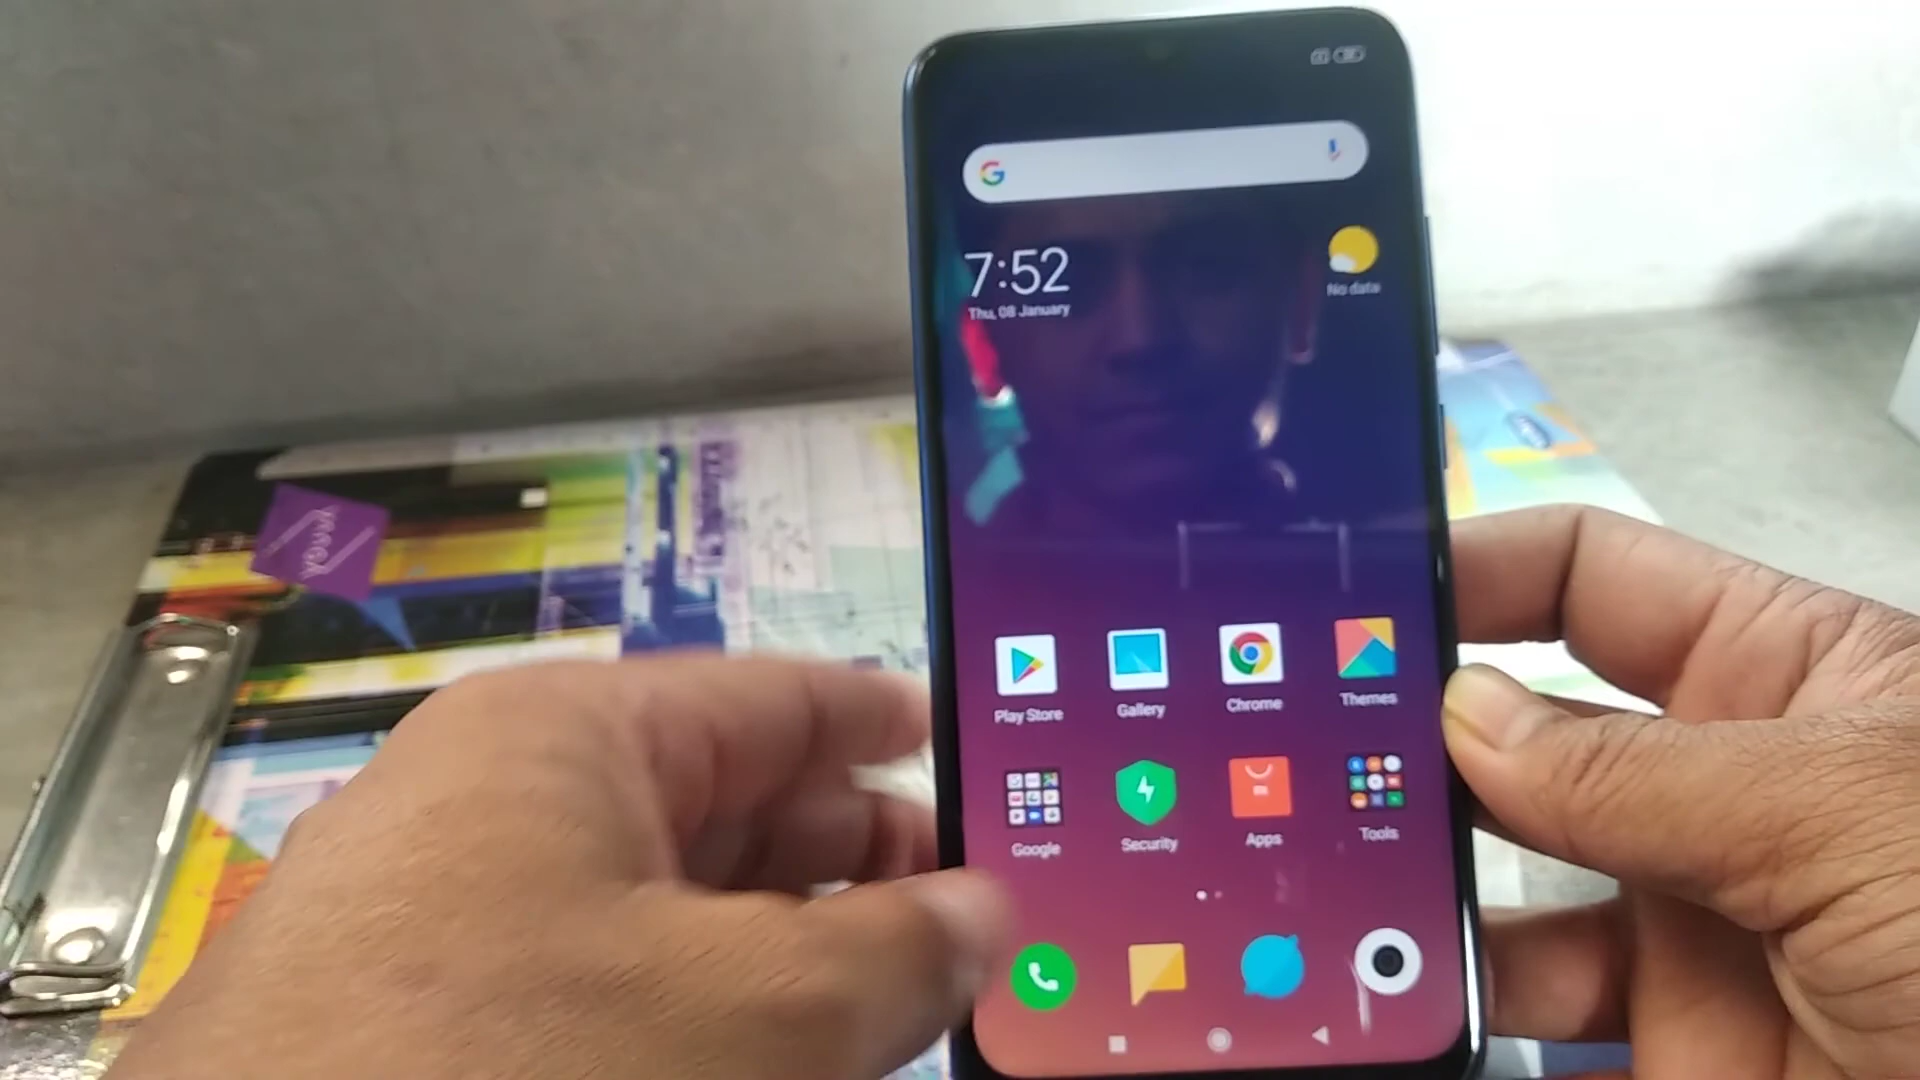 7:52
Thu, 08 January
No data
Play Store
Gallery
Chrome
Themes
Google
Security
Apps
Tools